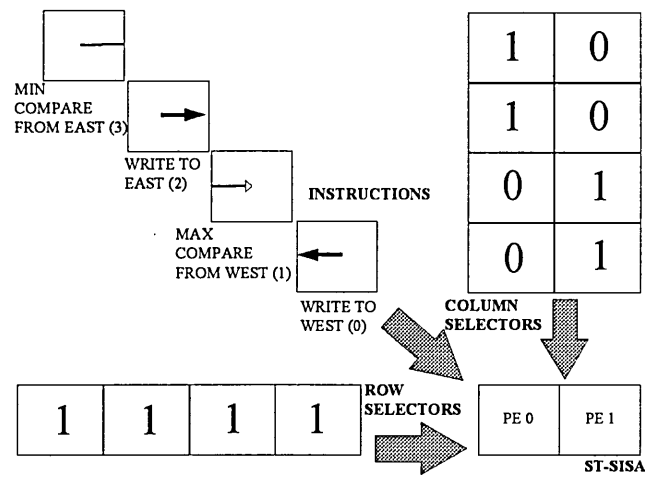 1 0
MIN
COMPARE
FROM EAST (3)
1 0
WRITE TO
EAST (2)
INSTRUCTIONS
0 1
MAX
COMPARE
FROM WEST (1)
0 1
WRITE TO
WEST (0)
COLUMN
SELECTORS
1 1 1 1
ROW
SELECTORS
PE 0 PE 1
ST-SISA